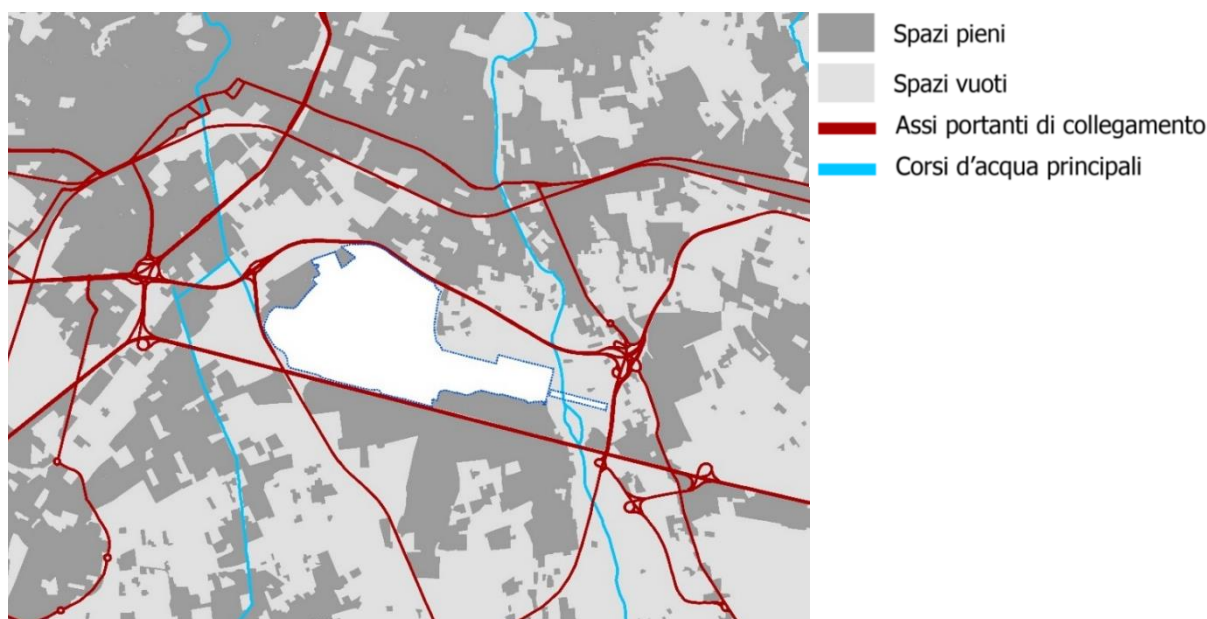 Spazi pieni
Spazi vuoti
Assi portanti di collegamento
Corsi d'acqua principali